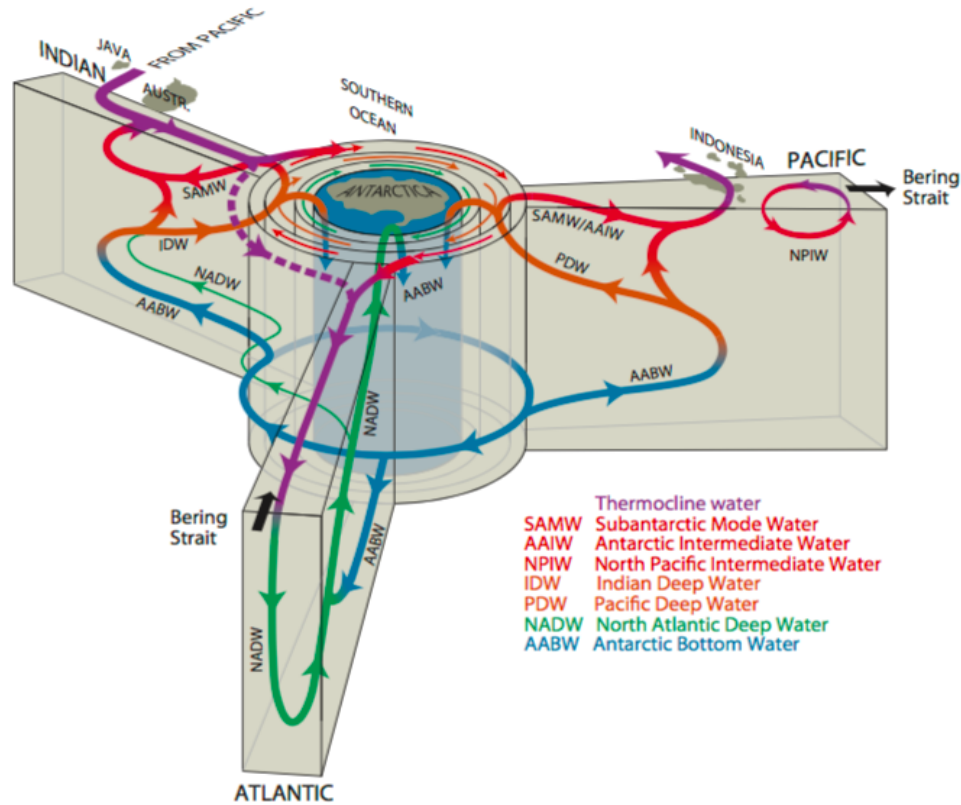 JAVA
INDIAN
FROM PACIFIC
AUSTR.
SOUTHERN
OCEAN
ANTARCTICA
INDONESIA
PACIFIC
Bering
Strait
SAMW
SAMW/AAIW
NPIW
IDW
PDW
NADW
AABW
AABW
AABW
NADW
Bering
Strait
AABW
NADW
ATLANTIC
Thermocline water
SAMW Subantarctic Mode Water
AAIW Antarctic Intermediate Water
NPIW North Pacific Intermediate Water
IDW Indian Deep Water
PDW Pacific Deep Water
NADW North Atlantic Deep Water
AABW Antarctic Bottom Water